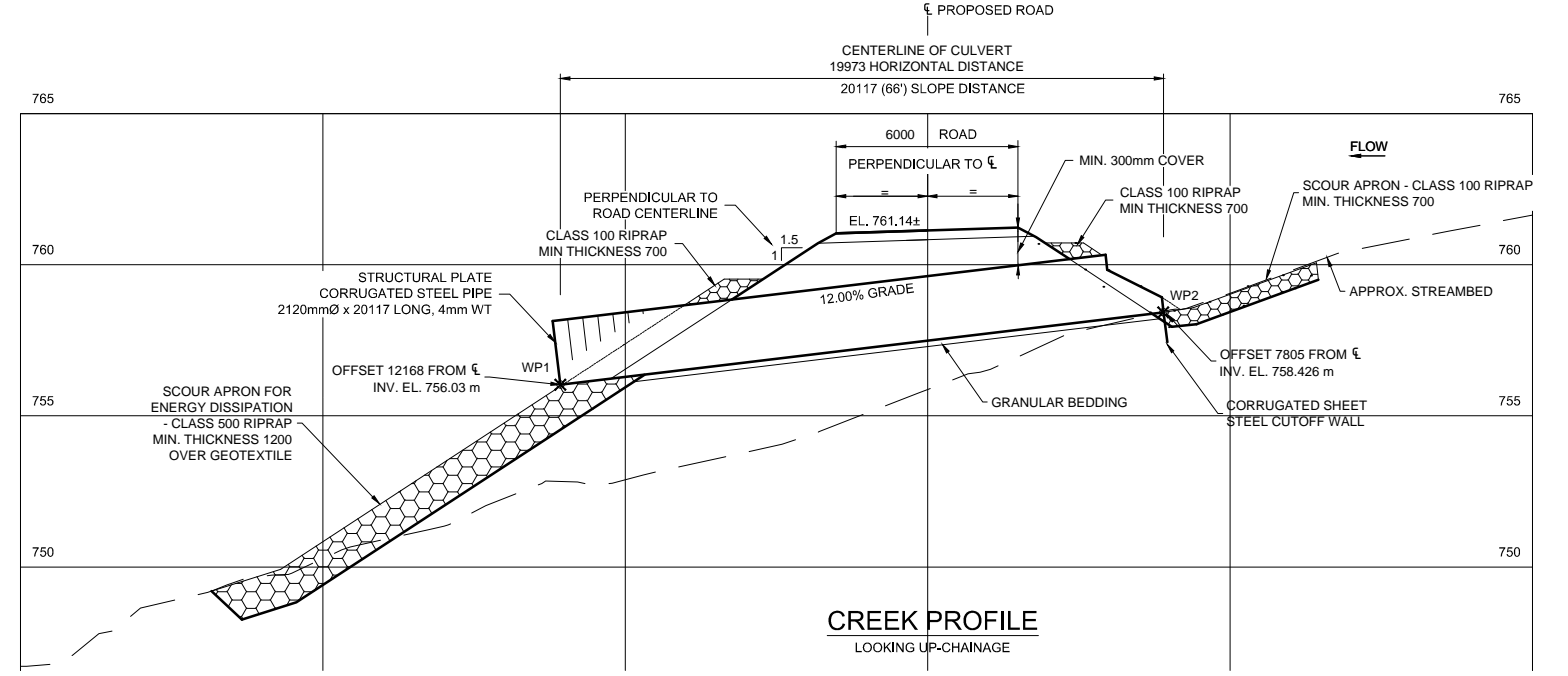 ℄ PROPOSED ROAD
CENTERLINE OF CULVERT
19973 HORIZONTAL DISTANCE
20117 (66') SLOPE DISTANCE
765
765
6000 ROAD
PERPENDICULAR TO ℄
= =
EL. 761.14±
MIN. 300mm COVER
FLOW
CLASS 100 RIPRAP
MIN THICKNESS 700
SCOUR APRON - CLASS 100 RIPRAP
MIN. THICKNESS 700
PERPENDICULAR TO
ROAD CENTERLINE
1.5
1
CLASS 100 RIPRAP
MIN THICKNESS 700
760
760
STRUCTURAL PLATE
CORRUGATED STEEL PIPE
2120mmØ x 20117 LONG, 4mm WT
12.00% GRADE
WP2
APPROX. STREAMBED
WP1
OFFSET 12168 FROM ℄
INV. EL. 756.03 m
OFFSET 7805 FROM ℄
INV. EL. 758.426 m
SCOUR APRON FOR
ENERGY DISSIPATION
- CLASS 500 RIPRAP
MIN. THICKNESS 1200
OVER GEOTEXTILE
GRANULAR BEDDING
CORRUGATED SHEET
STEEL CUTOFF WALL
755
755
750
750
CREEK PROFILE
LOOKING UP-CHAINAGE